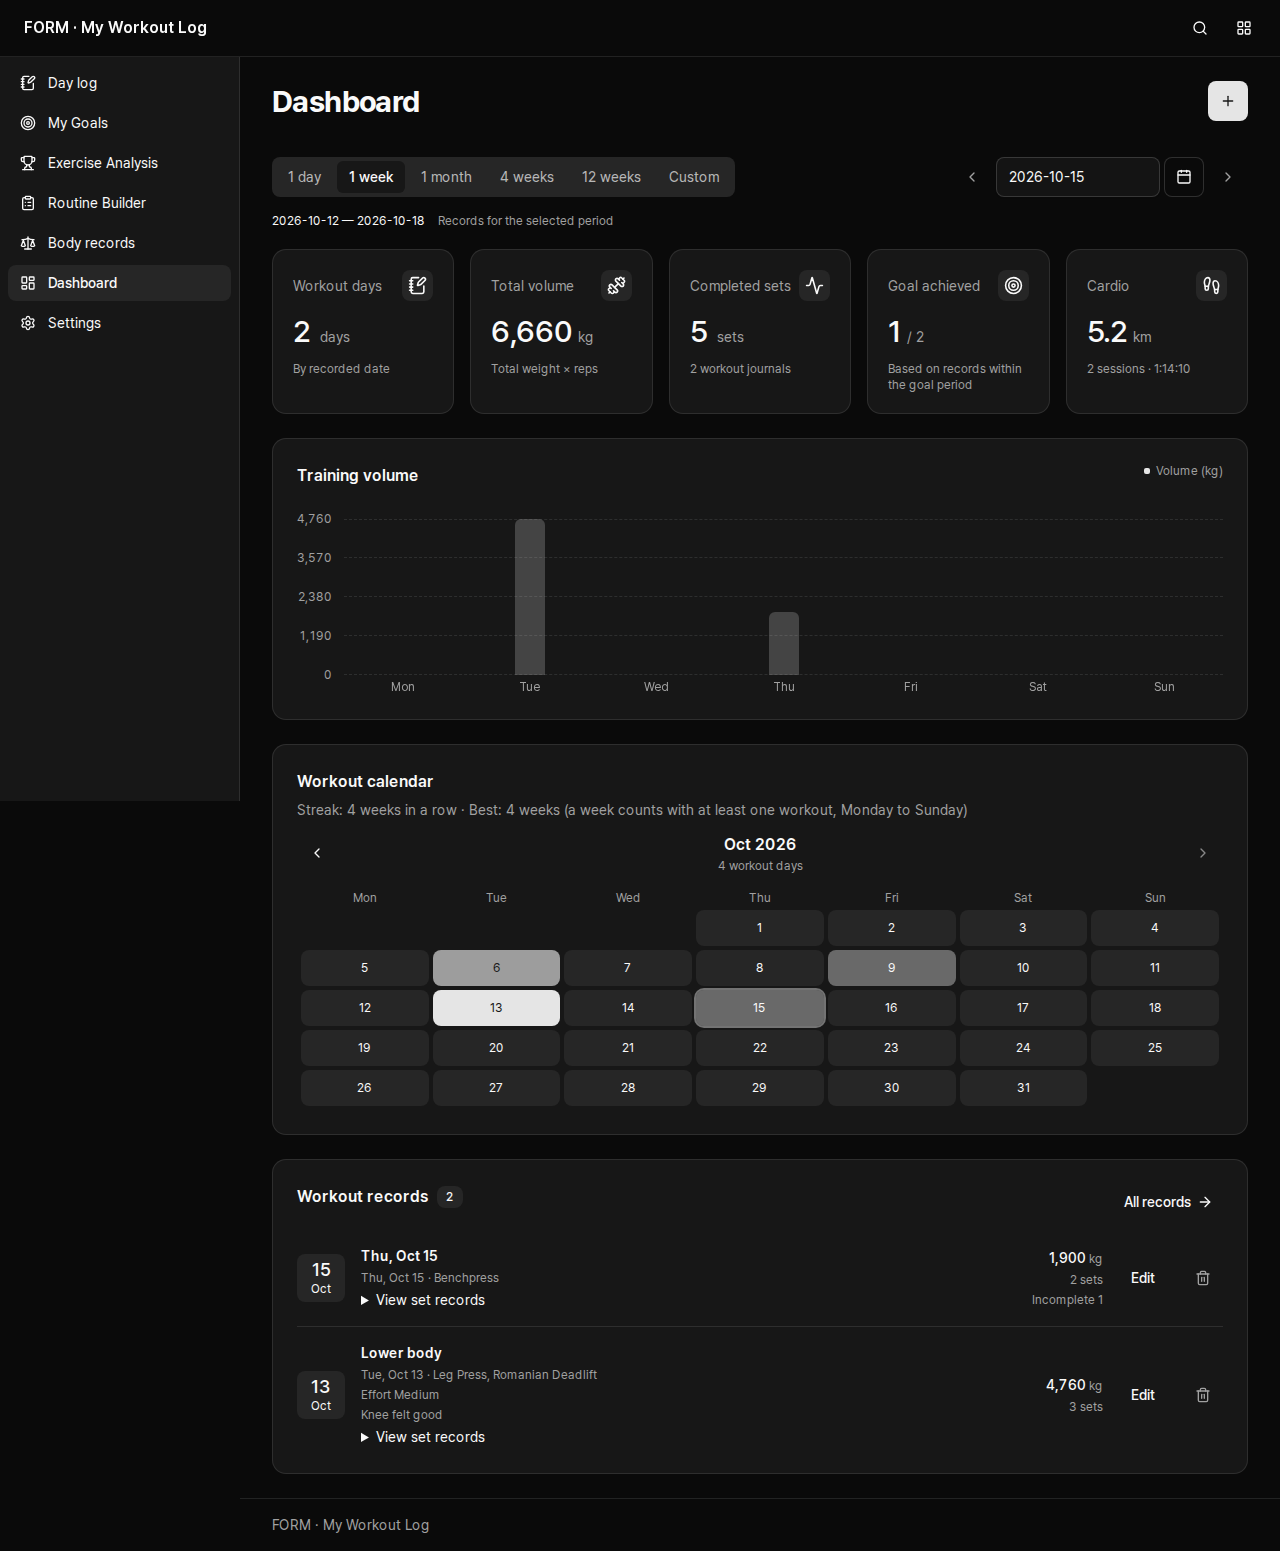 FORM · My Workout Log
Day log
My Goals
Exercise Analysis
Routine Builder
Body records
Dashboard
Settings
Dashboard
1 day 1 week 1 month 4 weeks 12 weeks Custom
2026-10-15
2026-10-12 — 2026-10-18 Records for the selected period
Workout days
2 days
By recorded date
Total volume
6,660 kg
Total weight × reps
Completed sets
5 sets
2 workout journals
Goal achieved
1 / 2
Based on records within
the goal period
Cardio
5.2 km
2 sessions · 1:14:10
Training volume
Volume (kg)
4,760
3,570
2,380
1,190
0
Mon Tue Wed Thu Fri Sat Sun
Workout calendar
Streak: 4 weeks in a row · Best: 4 weeks (a week counts with at least one workout, Monday to Sunday)
Oct 2026
4 workout days
Mon Tue Wed Thu Fri Sat Sun
1 2 3 4
5 6 7 8 9 10 11
12 13 14 15 16 17 18
19 20 21 22 23 24 25
26 27 28 29 30 31
Workout records 2
All records
15
Oct
Thu, Oct 15
Thu, Oct 15 · Benchpress
View set records
1,900 kg
2 sets
Incomplete 1
Edit
13
Oct
Lower body
Tue, Oct 13 · Leg Press, Romanian Deadlift
Effort Medium
Knee felt good
View set records
4,760 kg
3 sets
Edit
FORM · My Workout Log